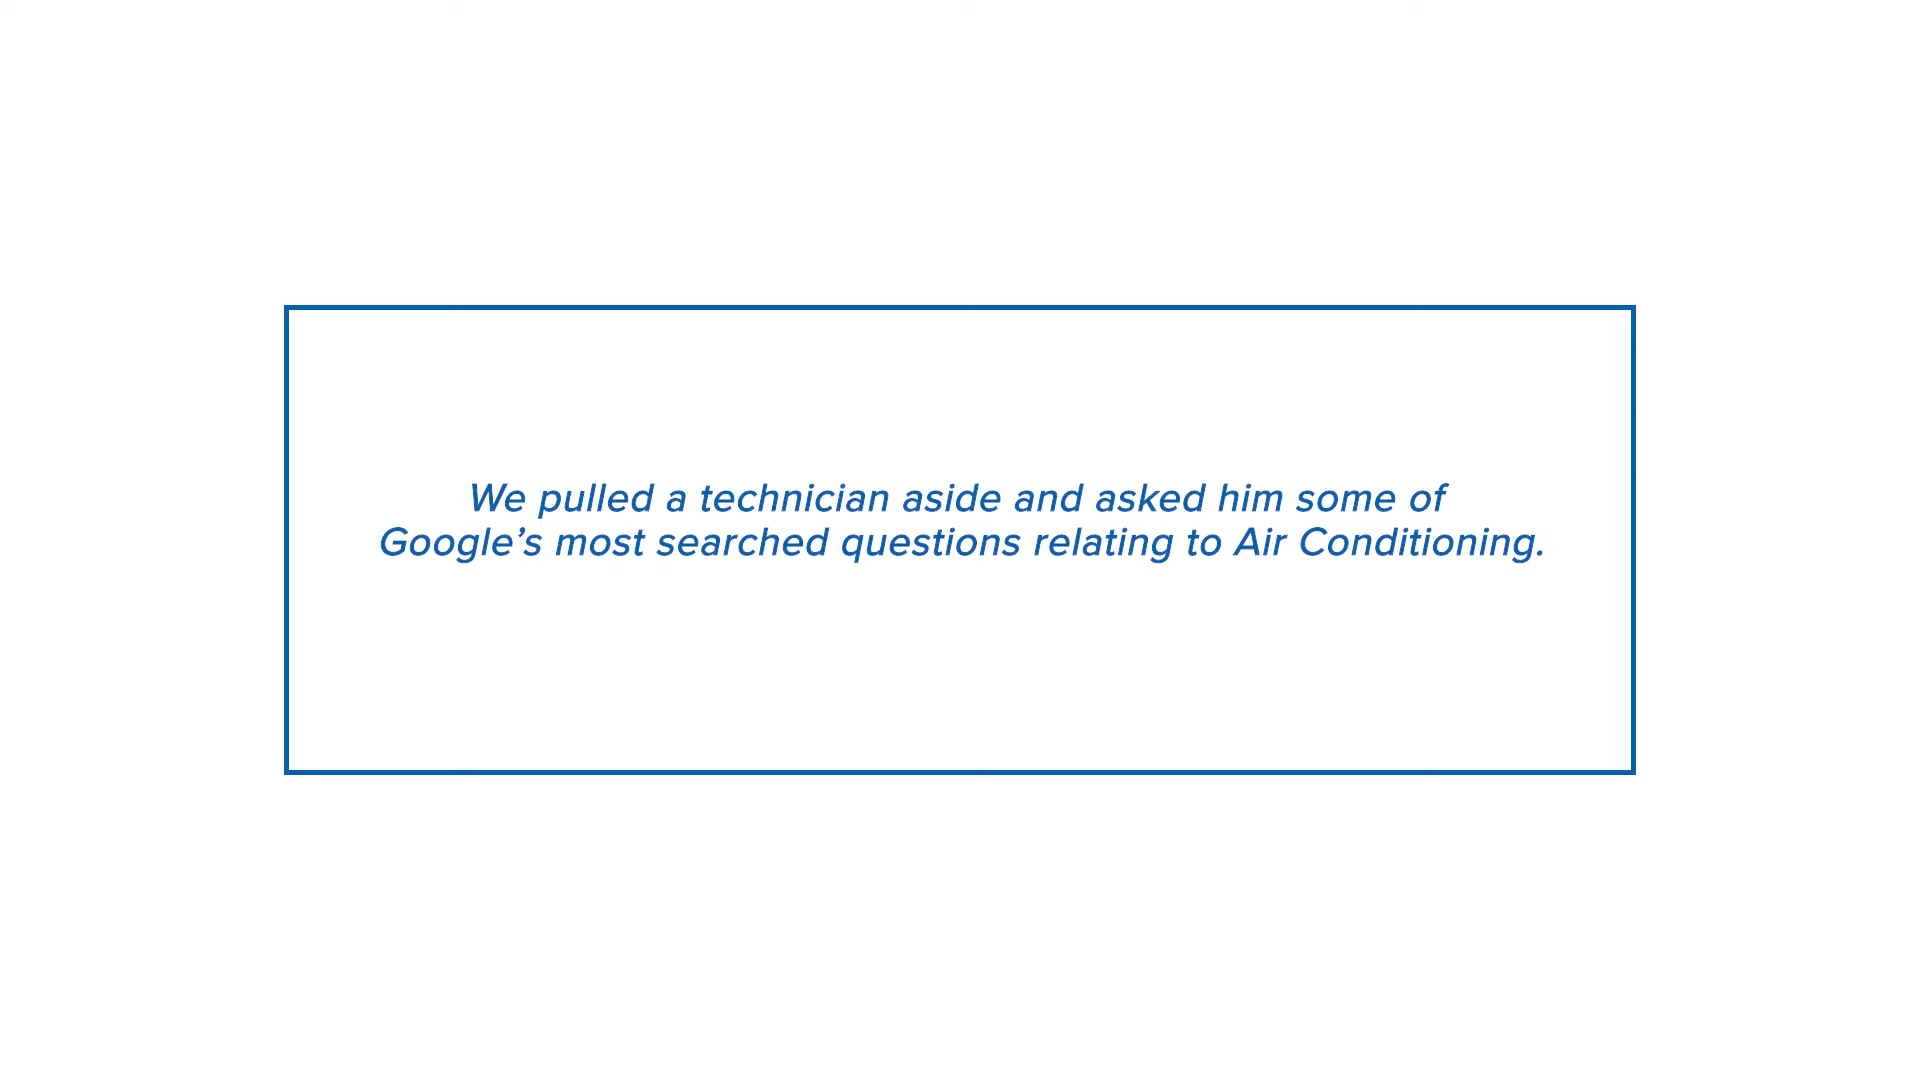 We pulled a technician aside and asked him some of
Google’s most searched questions relating to Air Conditioning.